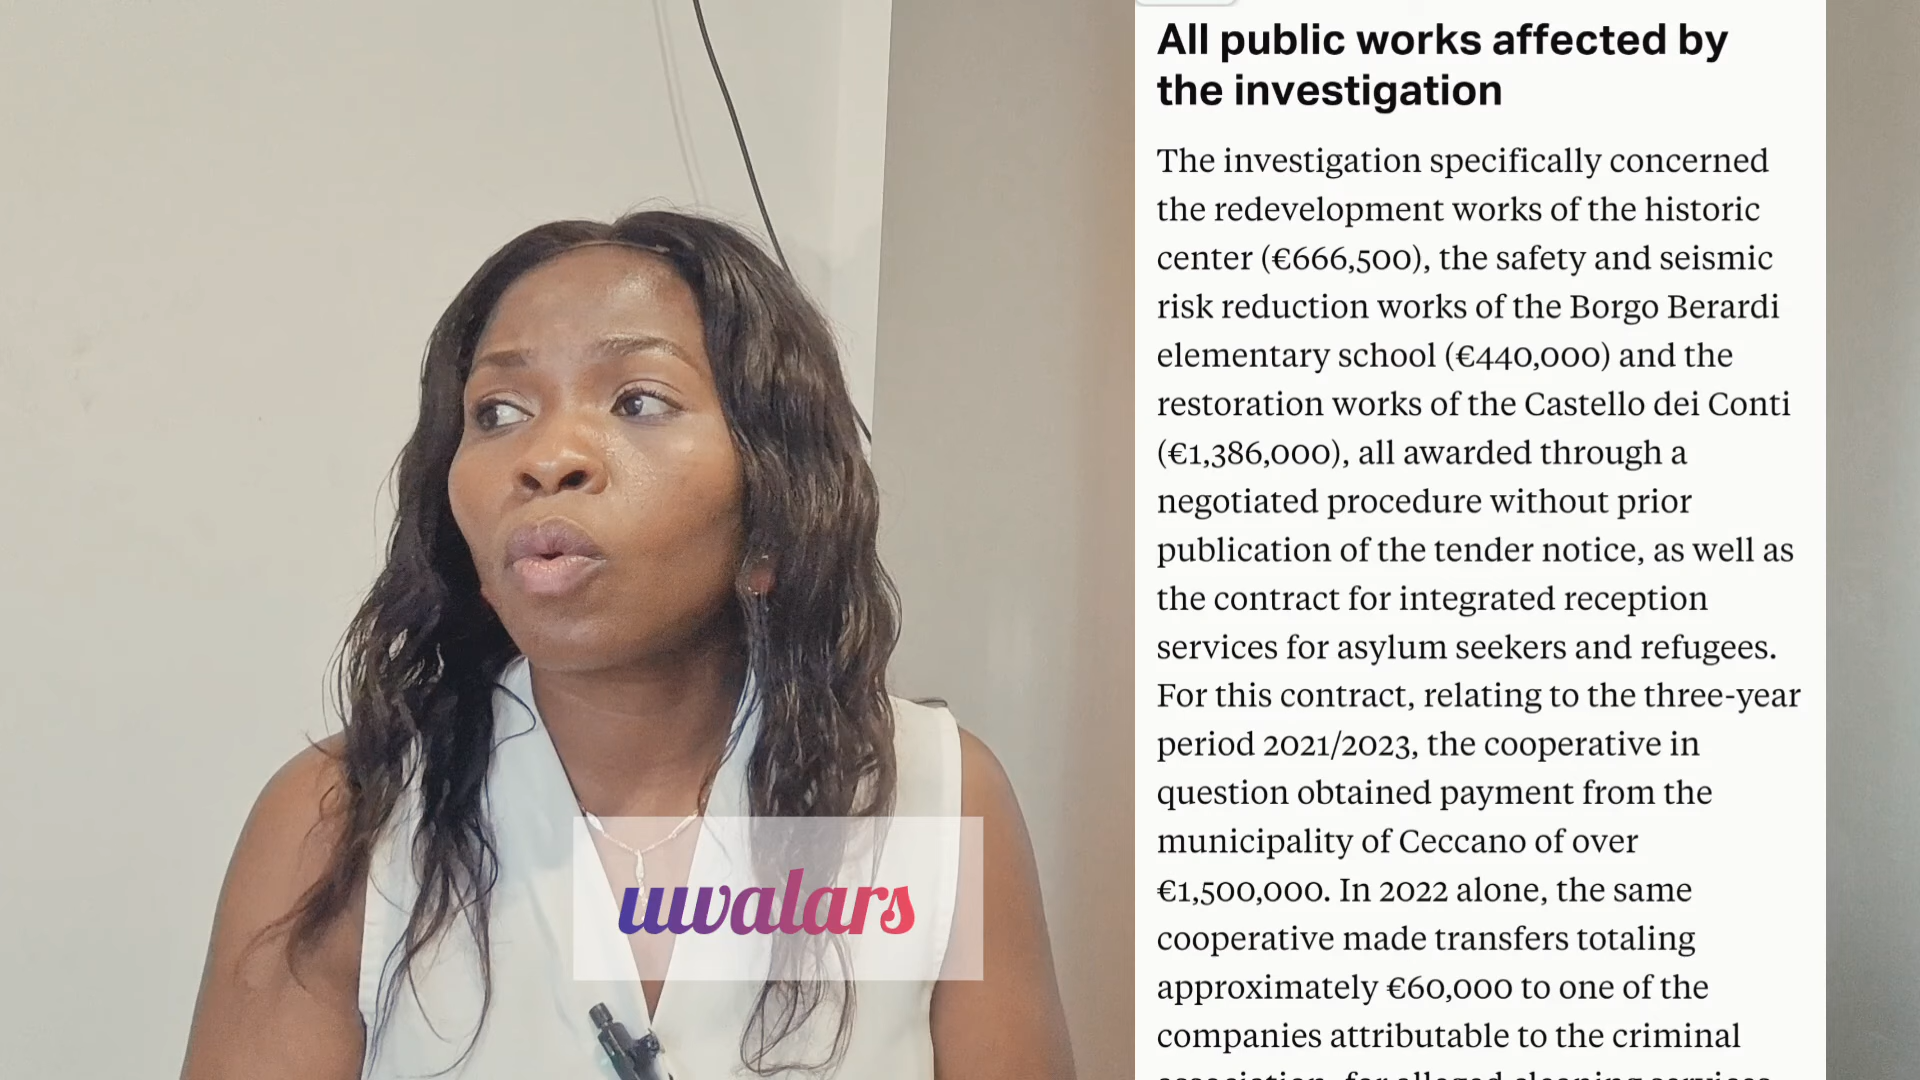 All public works affected by
the investigation
The investigation specifically concerned
the redevelopment works of the historic
center (€666,500), the safety and seismic
risk reduction works of the Borgo Berardi
elementary school (€440,000) and the
restoration works of the Castello dei Conti
(€1,386,000), all awarded through a
negotiated procedure without prior
publication of the tender notice, as well as
the contract for integrated reception
services for asylum seekers and refugees.
For this contract, relating to the three-year
period 2021/2023, the cooperative in
question obtained payment from the
municipality of Ceccano of over
€1,500,000. In 2022 alone, the same
cooperative made transfers totaling
approximately €60,000 to one of the
companies attributable to the criminal
association, for alleged cleaning services
uwalars